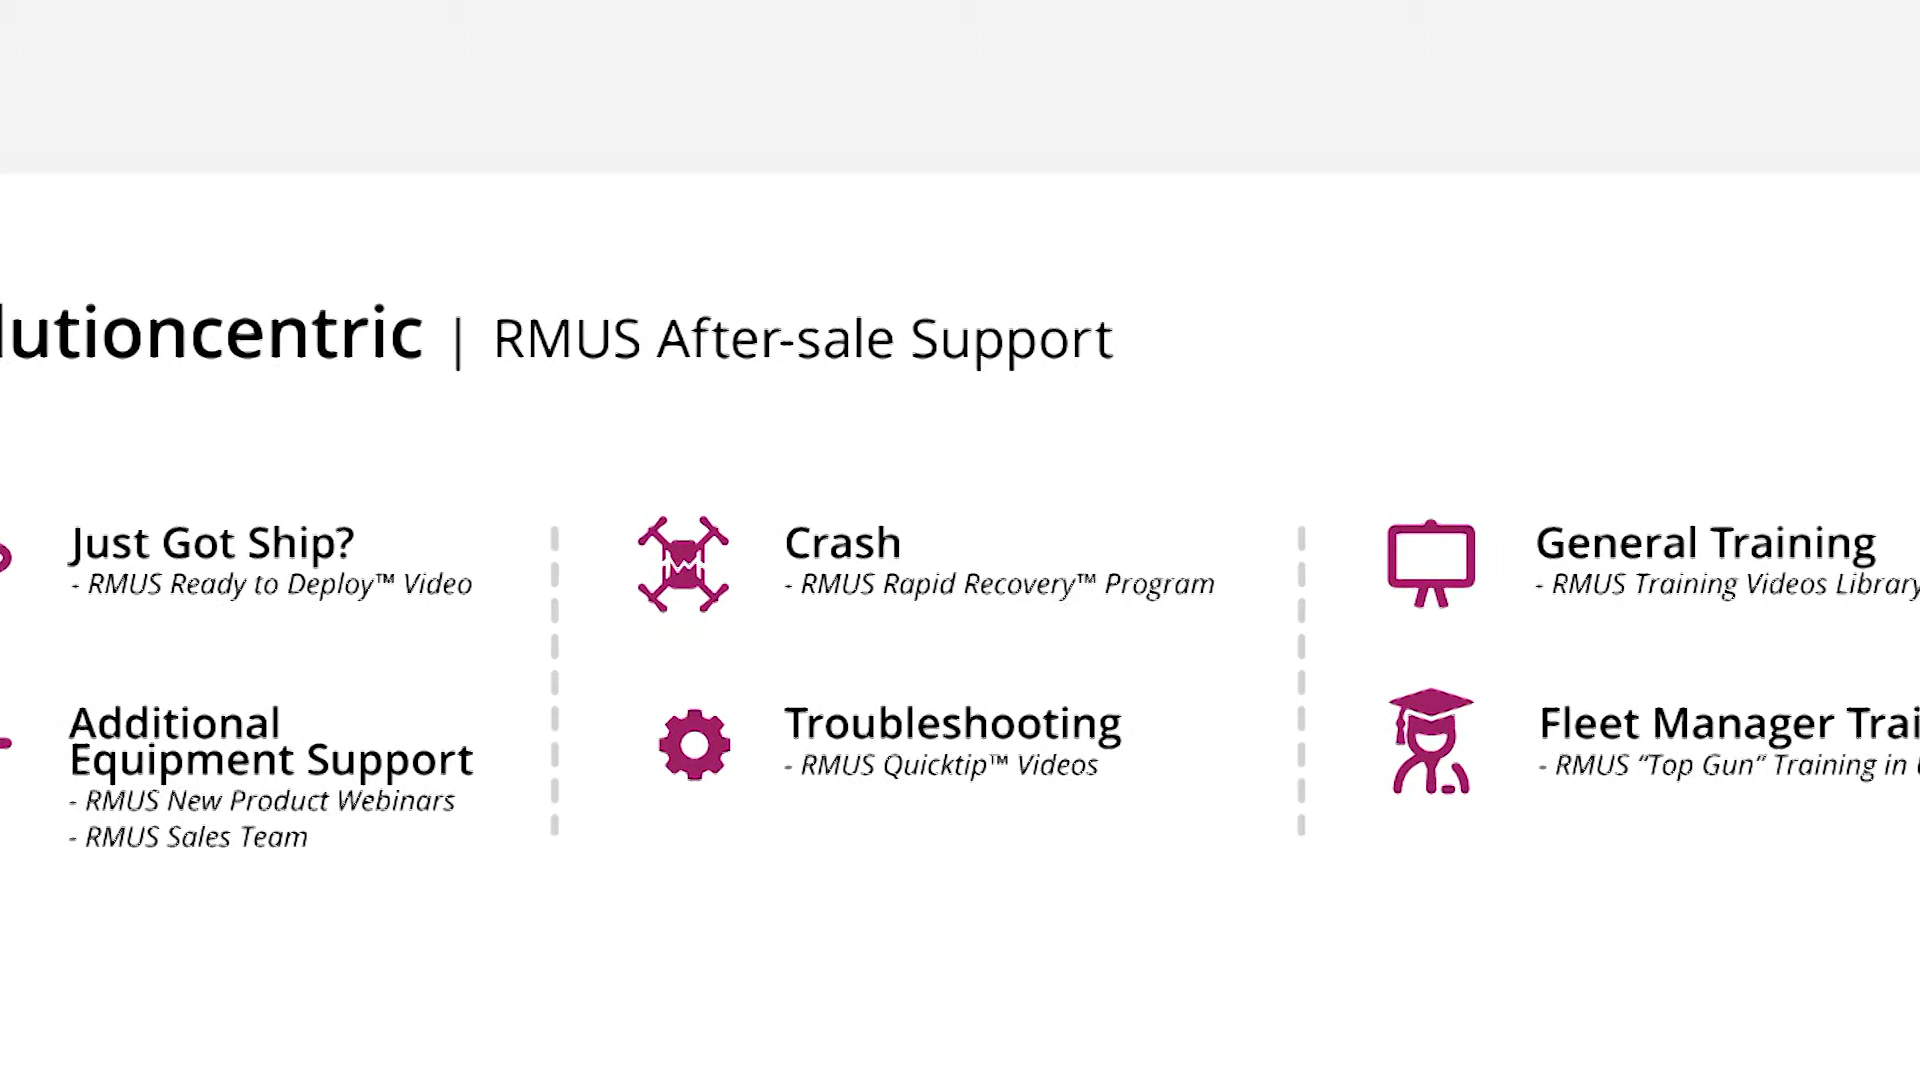 lutioncentric | RMUS After-sale Support
Just Got Ship?
- RMUS Ready to Deploy™ Video
Additional
Equipment Support
- RMUS New Product Webinars
- RMUS Sales Team
Crash
- RMUS Rapid Recovery™ Program
Troubleshooting
- RMUS Quicktip™ Videos
General Training
- RMUS Training Videos Library
Fleet Manager Trai
- RMUS “Top Gun” Training in